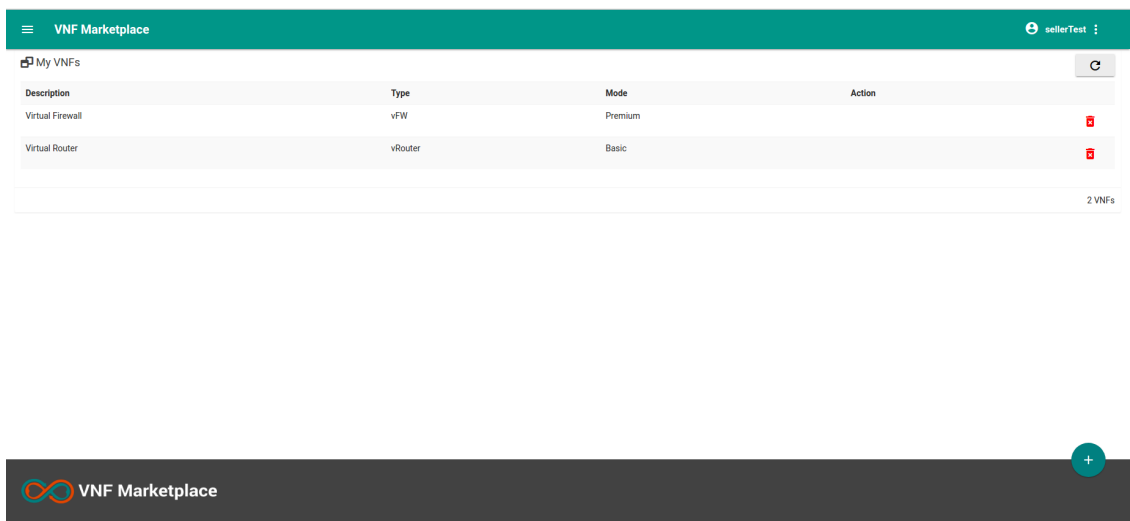 VNF Marketplace sellerTest
My VNFs
Description Type Mode Action
Virtual Firewall vFW Premium
Virtual Router vRouter Basic
2 VNFs
VNF Marketplace